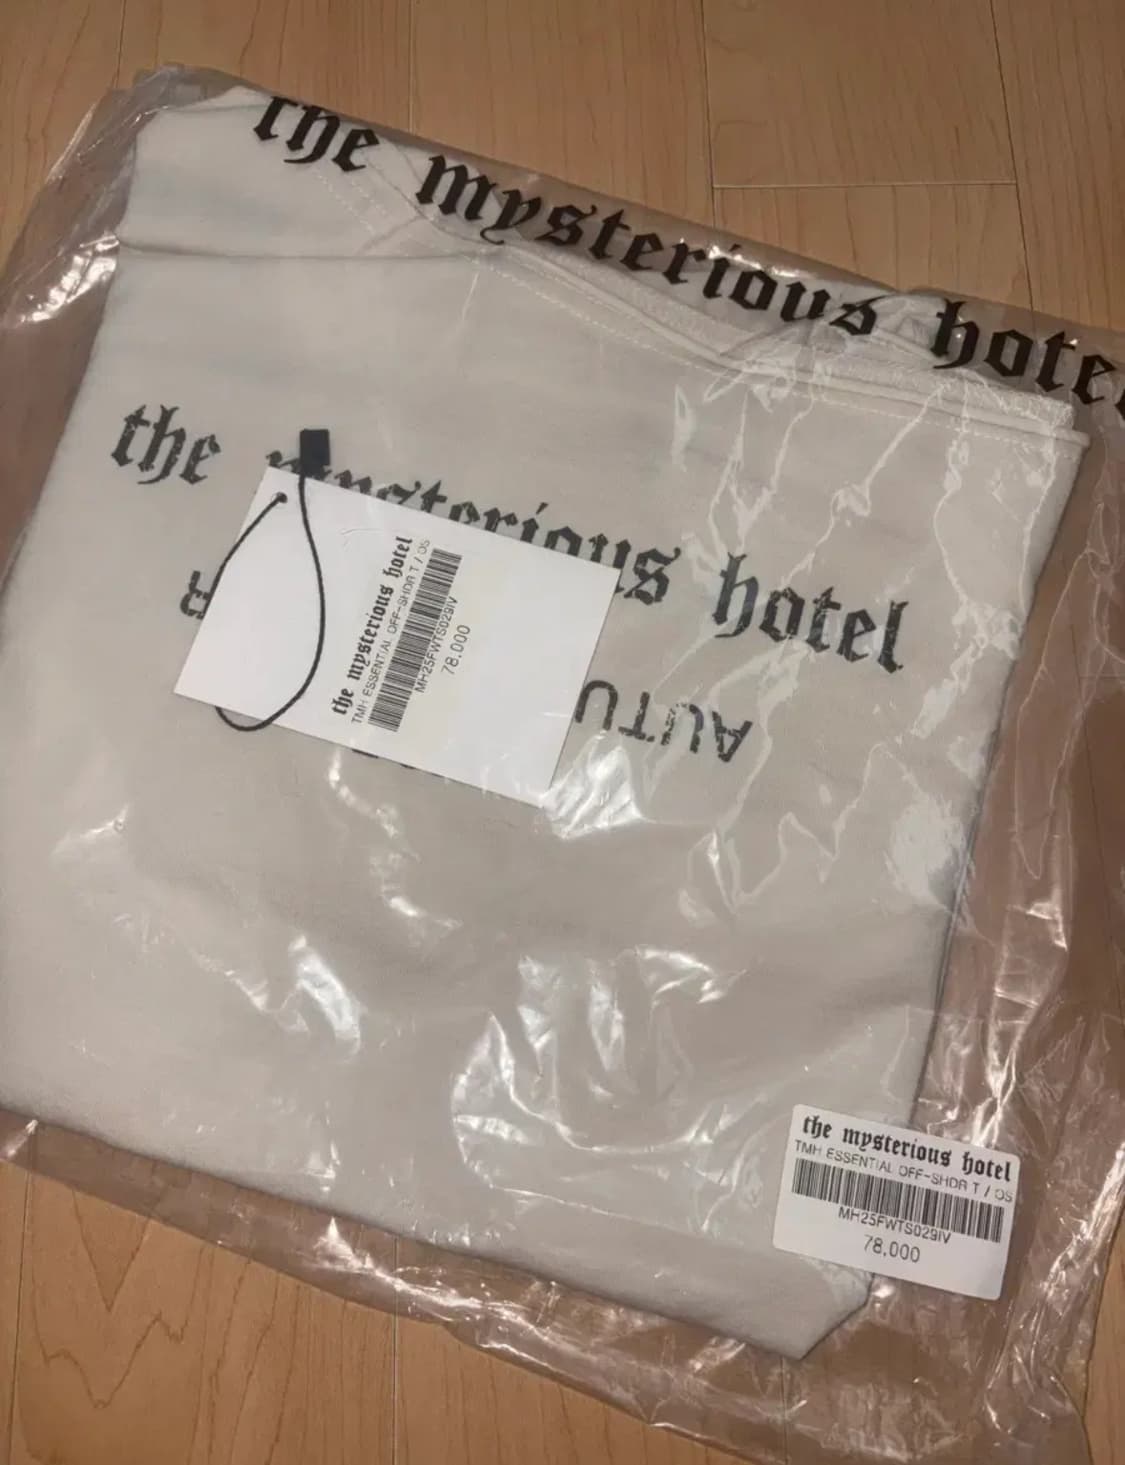 the mysterious hotel
the mysterious hotel
AUTU
the mysterious hotel
TMH ESSENTIAL OFF-SHDR T / OS
MH25FWTS029IV
78,000
the mysterious hotel
TMH ESSENTIAL OFF-SHDR T / OS
MH25FWTS029IV
78,000